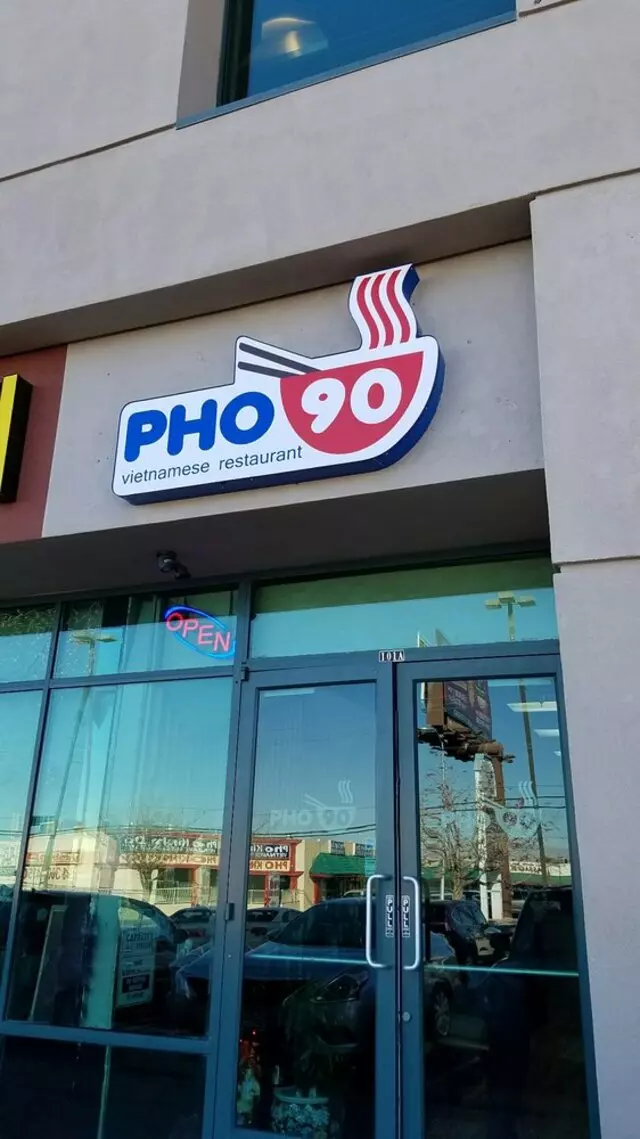 PHO 90
vietnamese restaurant
OPEN
101A
PHO 90
PULL
PULL